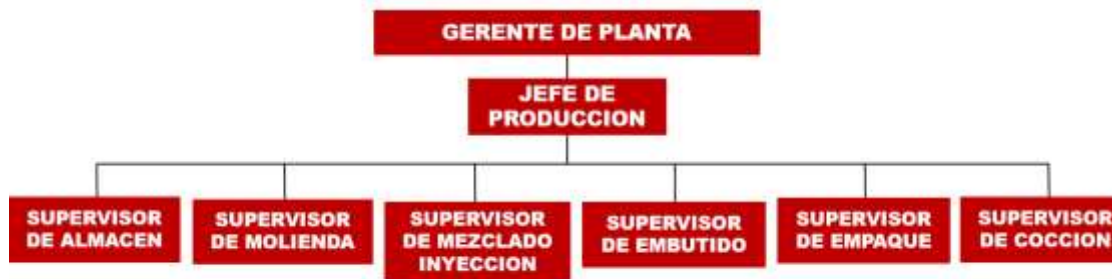 GERENTE DE PLANTA
JEFE DE
PRODUCCION
SUPERVISOR
DE ALMACEN
SUPERVISOR
DE MOLIENDA
SUPERVISOR
DE MEZCLADO
INYECCION
SUPERVISOR
DE EMBUTIDO
SUPERVISOR
DE EMPAQUE
SUPERVISOR
DE COCCION